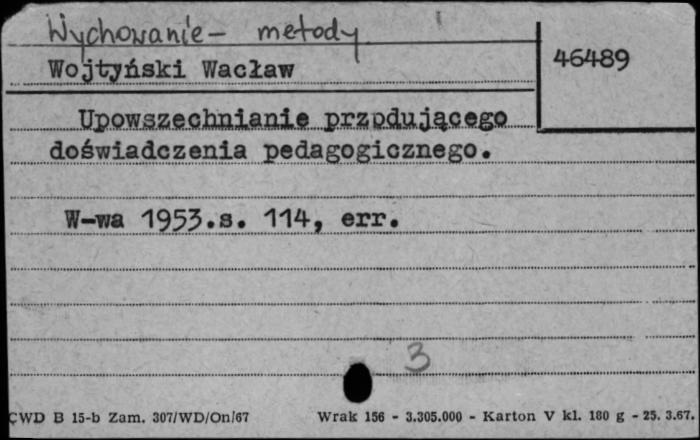 Wychowanie - metody
Wojtyński Wacław
46489
Upowszechnianie przodującego
doświadczenia pedagogicznego.
W-wa 1953.s. 114, err.
3
CWD B 15-b Zam. 307/WD/On/67 Wrak 156 - 3.305.000 - Karton V kl. 180 g - 25. 3.67.